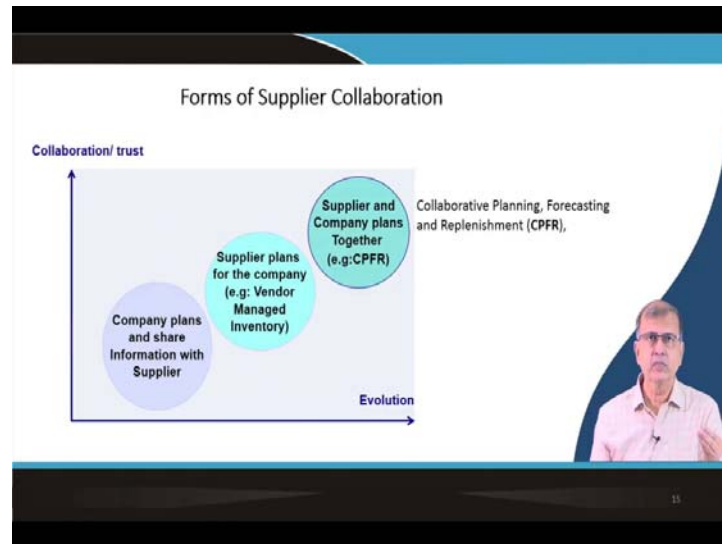 Forms of Supplier Collaboration
Collaboration/ trust
Supplier and
Company plans
Together
(e.g:CPFR)
Collaborative Planning, Forecasting
and Replenishment (CPFR),
Supplier plans
for the company
(e.g: Vendor
Managed
Inventory)
Company plans
and share
Information with
Supplier
Evolution
15